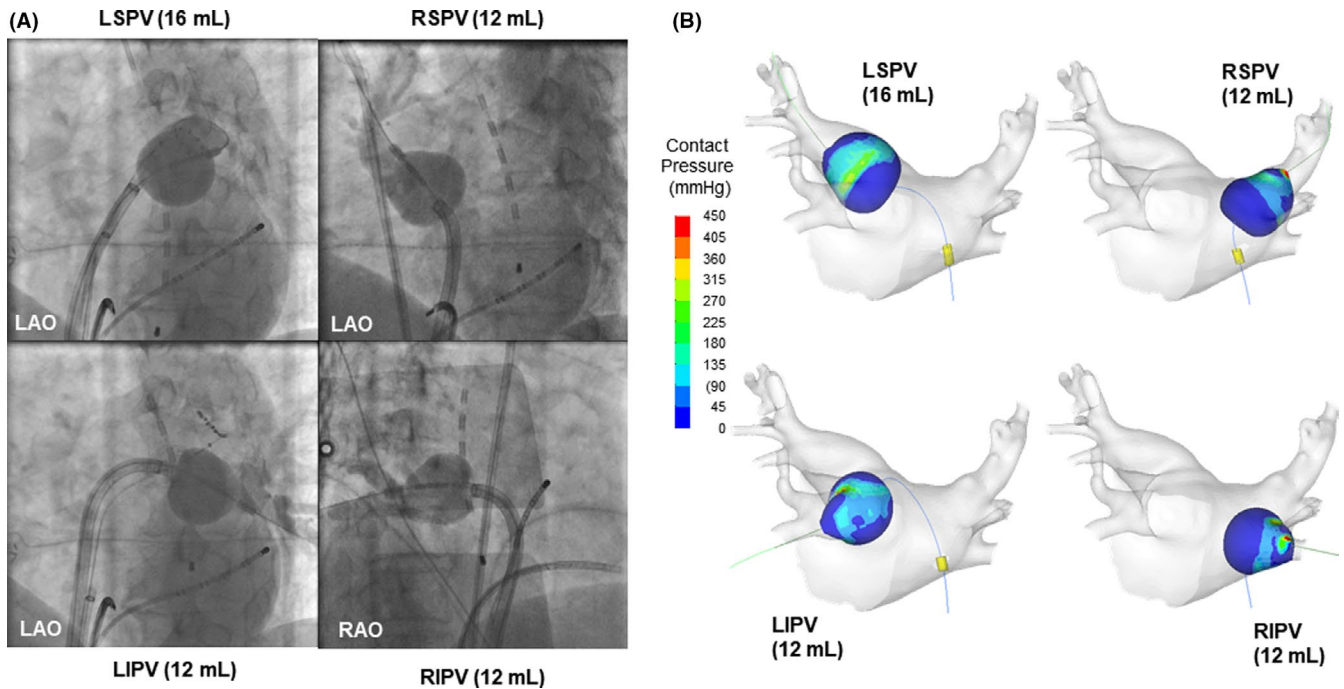 (A)
LSPV (16 mL)
RSPV (12 mL)
LAO
LAO
LAO
RAO
LIPV (12 mL)
RIPV (12 mL)
(B)
LSPV
(16 mL)
RSPV
(12 mL)
Contact
Pressure
(mmHg)
450
405
360
315
270
225
180
135
(90
45
0
LIPV
(12 mL)
RIPV
(12 mL)